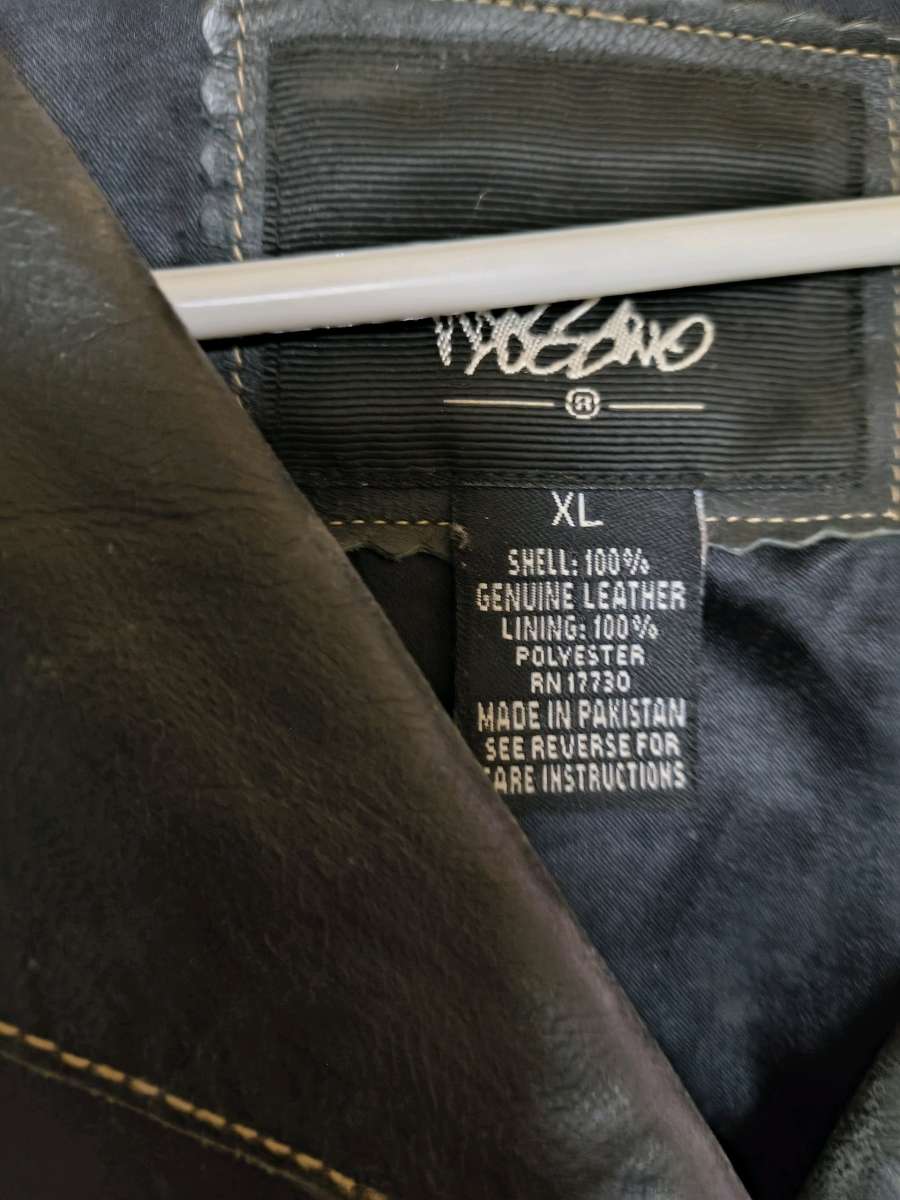 Mossimo
®
XL
SHELL: 100%
GENUINE LEATHER
LINING: 100%
POLYESTER
RN 17730
MADE IN PAKISTAN
SEE REVERSE FOR
CARE INSTRUCTIONS